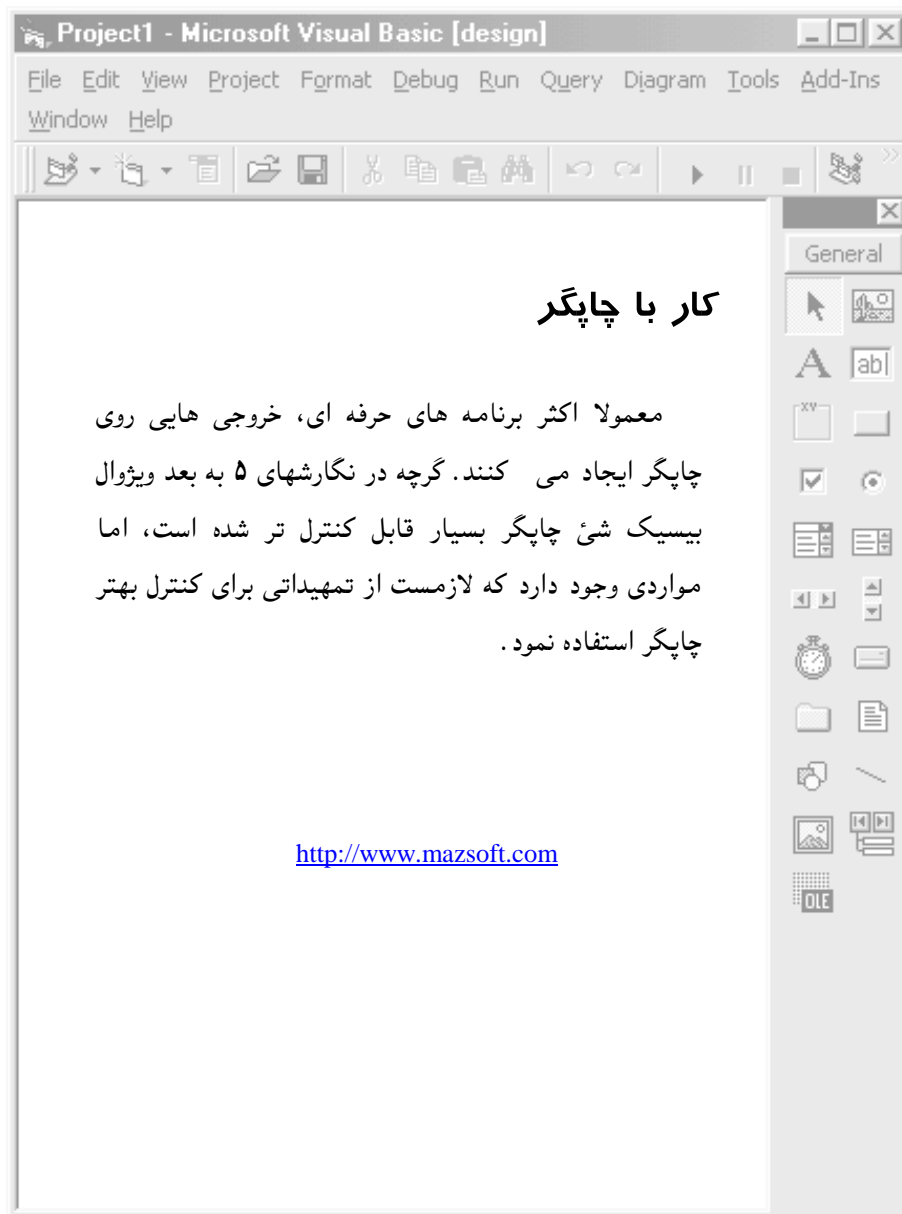 Project1 - Microsoft Visual Basic [design]
File Edit View Project Format Debug Run Query Diagram Tools Add-Ins
Window Help
General
کار با چاپگر
A ab|
XY
معمولا اکثر برنامه های حرفه ای، خروجی هایی روی
چاپگر ایجاد می کنند. گرچه در نگارشهای ۵ به بعد ویژوال
بیسیک شئ چاپگر بسیار قابل کنترل تر شده است، اما
مواردی وجود دارد که لازمست از تمهیداتی برای کنترل بهتر
چاپگر استفاده نمود.
http://www.mazsoft.com
OLE